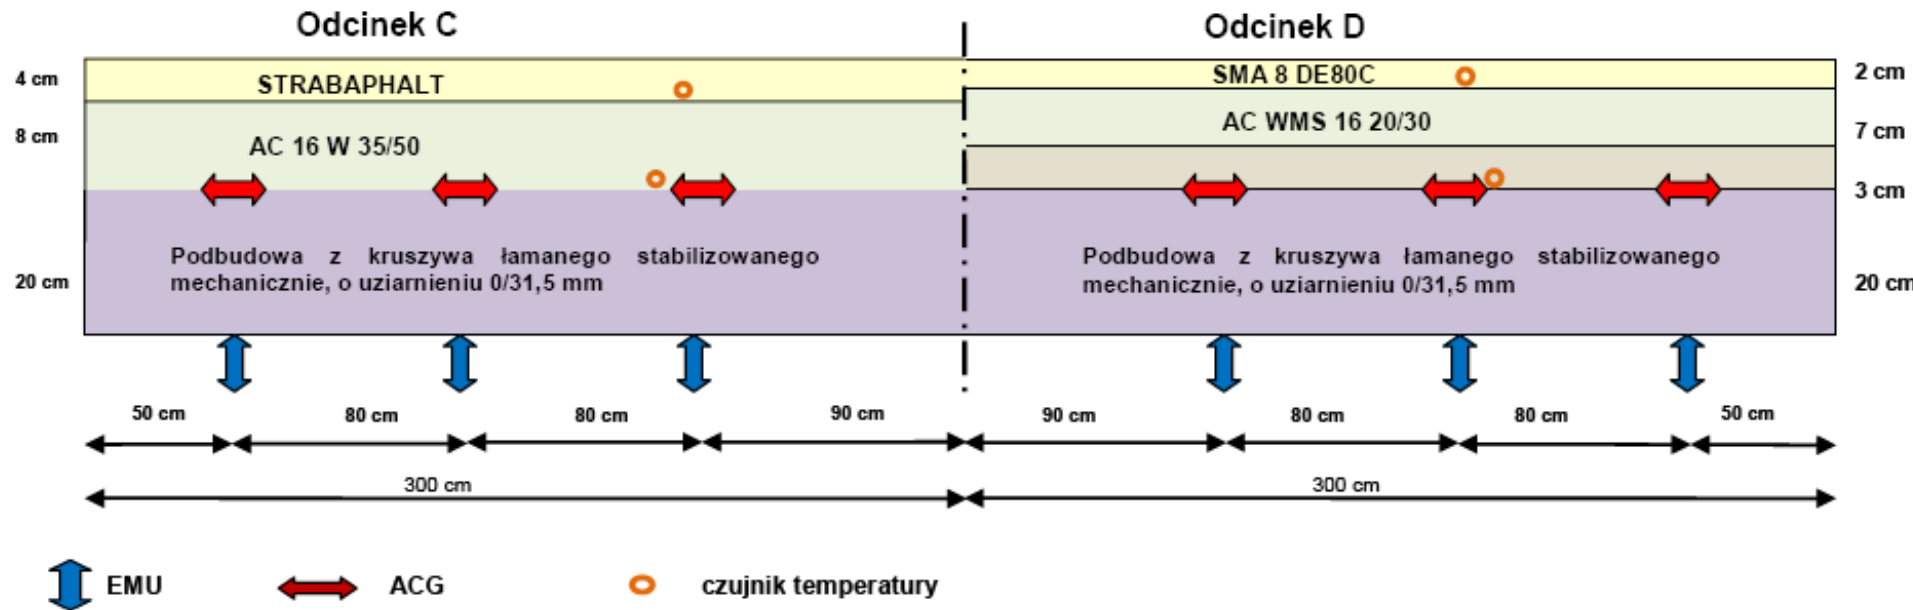 Odcinek C
Odcinek D
4 cm
STRABAPHALT
SMA 8 DE80C
2 cm
8 cm
AC 16 W 35/50
AC WMS 16 20/30
7 cm
3 cm
20 cm
Podbudowa z kruszywa łamanego stabilizowanego
mechanicznie, o uziarnieniu 0/31,5 mm
Podbudowa z kruszywa łamanego stabilizowanego
mechanicznie, o uziarnieniu 0/31,5 mm
20 cm
50 cm
80 cm
80 cm
90 cm
90 cm
80 cm
80 cm
50 cm
300 cm
300 cm
EMU
ACG
czujnik temperatury